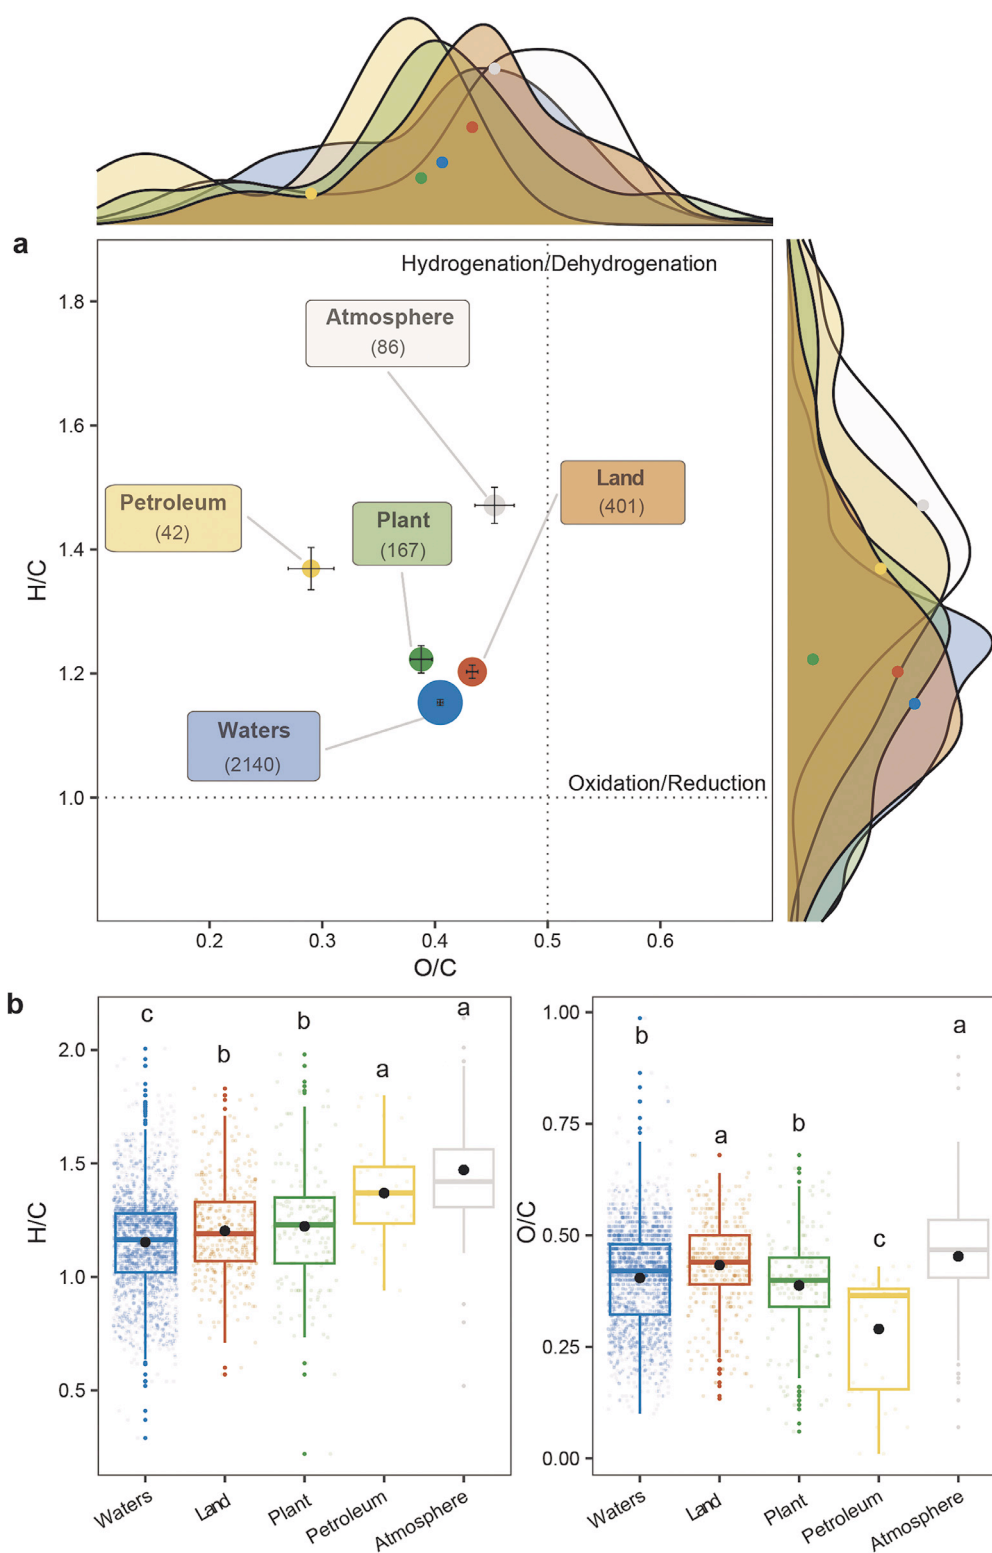 a
Hydrogenation/Dehydrogenation
1.8
Atmosphere
(86)
1.6
Petroleum
(42)
Plant
(167)
Land
(401)
1.4
H/C
1.2
Waters
(2140)
Oxidation/Reduction
1.0
0.2
0.3
0.4
0.5
0.6
O/C
b
c
b
b
a
a
2.0
1.5
1.0
0.5
H/C
Waters
Land
Plant
Petroleum
Atmosphere
b
a
b
c
a
1.00
0.75
0.50
0.25
0.00
O/C
Waters
Land
Plant
Petroleum
Atmosphere